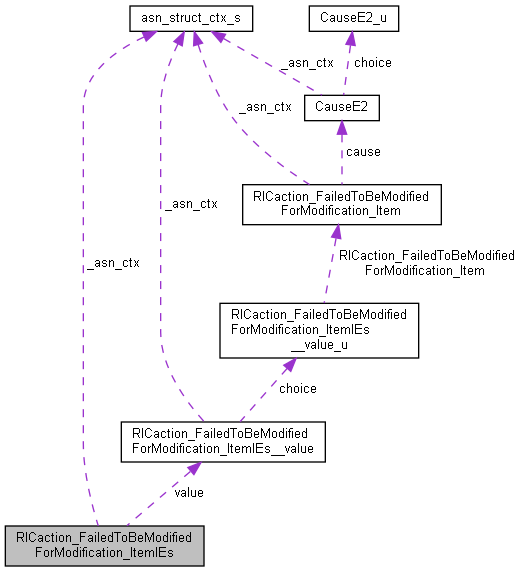 asn_struct_ctx_s
CauseE2_u
_asn_ctx
choice
CauseE2
_asn_ctx
cause
RICaction_FailedToBeModified
ForModification_Item
_asn_ctx
RICaction_FailedToBeModified
ForModification_Item
_asn_ctx
RICaction_FailedToBeModified
ForModification_ItemIEs
__value_u
choice
RICaction_FailedToBeModified
ForModification_ItemIEs__value
value
RICaction_FailedToBeModified
ForModification_ItemIEs